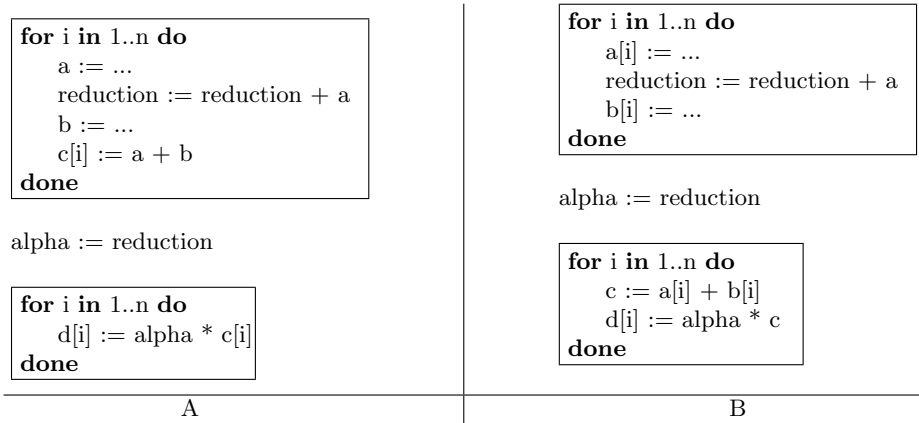 for i in 1..n do
a := ...
reduction := reduction + a
b := ...
c[i] := a + b
done
alpha := reduction
for i in 1..n do
d[i] := alpha * c[i]
done
A
for i in 1..n do
a[i] := ...
reduction := reduction + a
b[i] := ...
done
alpha := reduction
for i in 1..n do
c := a[i] + b[i]
d[i] := alpha * c
done
B